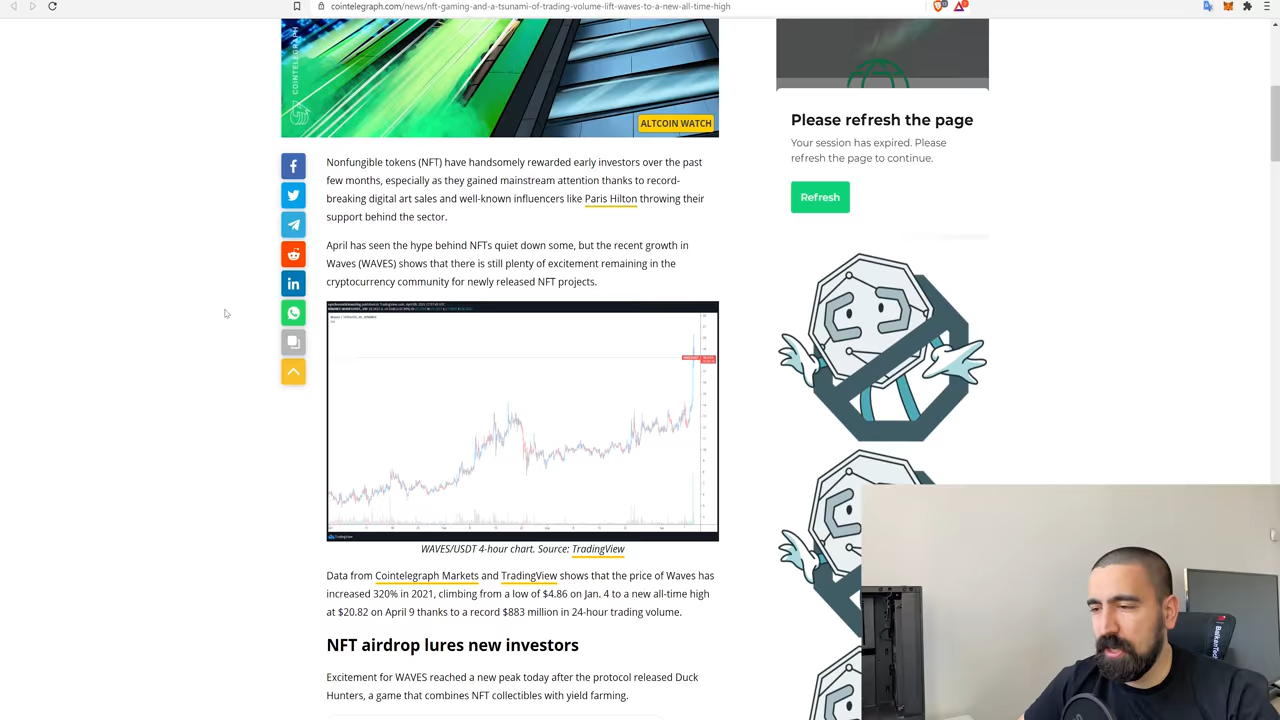 cointelegraph.com/news/nft-gaming-and-a-tsunami-of-trading-volume-lift-waves-to-a-new-all-time-high
COINTELEGRAPH
ALTCOIN WATCH
Nonfungible tokens (NFT) have handsomely rewarded early investors over the past
few months, especially as they gained mainstream attention thanks to record-
breaking digital art sales and well-known influencers like Paris Hilton throwing their
support behind the sector.
April has seen the hype behind NFTs quiet down some, but the recent growth in
Waves (WAVES) shows that there is still plenty of excitement remaining in the
cryptocurrency community for newly released NFT projects.
TradingView
WAVES/USDT 4-hour chart. Source: TradingView
Data from Cointelegraph Markets and TradingView shows that the price of Waves has
increased 320% in 2021, climbing from a low of $4.86 on Jan. 4 to a new all-time high
at $20.82 on April 9 thanks to a record $883 million in 24-hour trading volume.
NFT airdrop lures new investors
Excitement for WAVES reached a new peak today after the protocol released Duck
Hunters, a game that combines NFT collectibles with yield farming.
Please refresh the page
Your session has expired. Please
refresh the page to continue.
Refresh